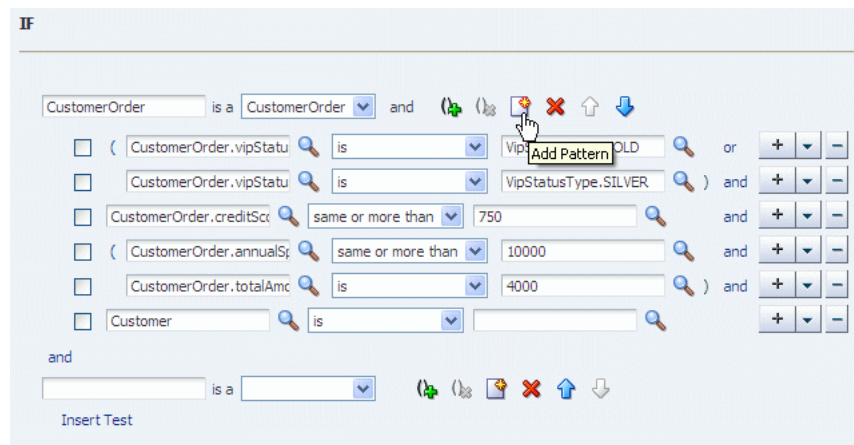 IF
CustomerOrder is a CustomerOrder and
( CustomerOrder.vipStatu is VipS OLD or
Add Pattern
CustomerOrder.vipStatu is VipStatusType.SILVER ) and
CustomerOrder.creditSco same or more than 750 and
( CustomerOrder.annualSp same or more than 10000 and
CustomerOrder.totalAmo is 4000 ) and
Customer is
and
is a
Insert Test